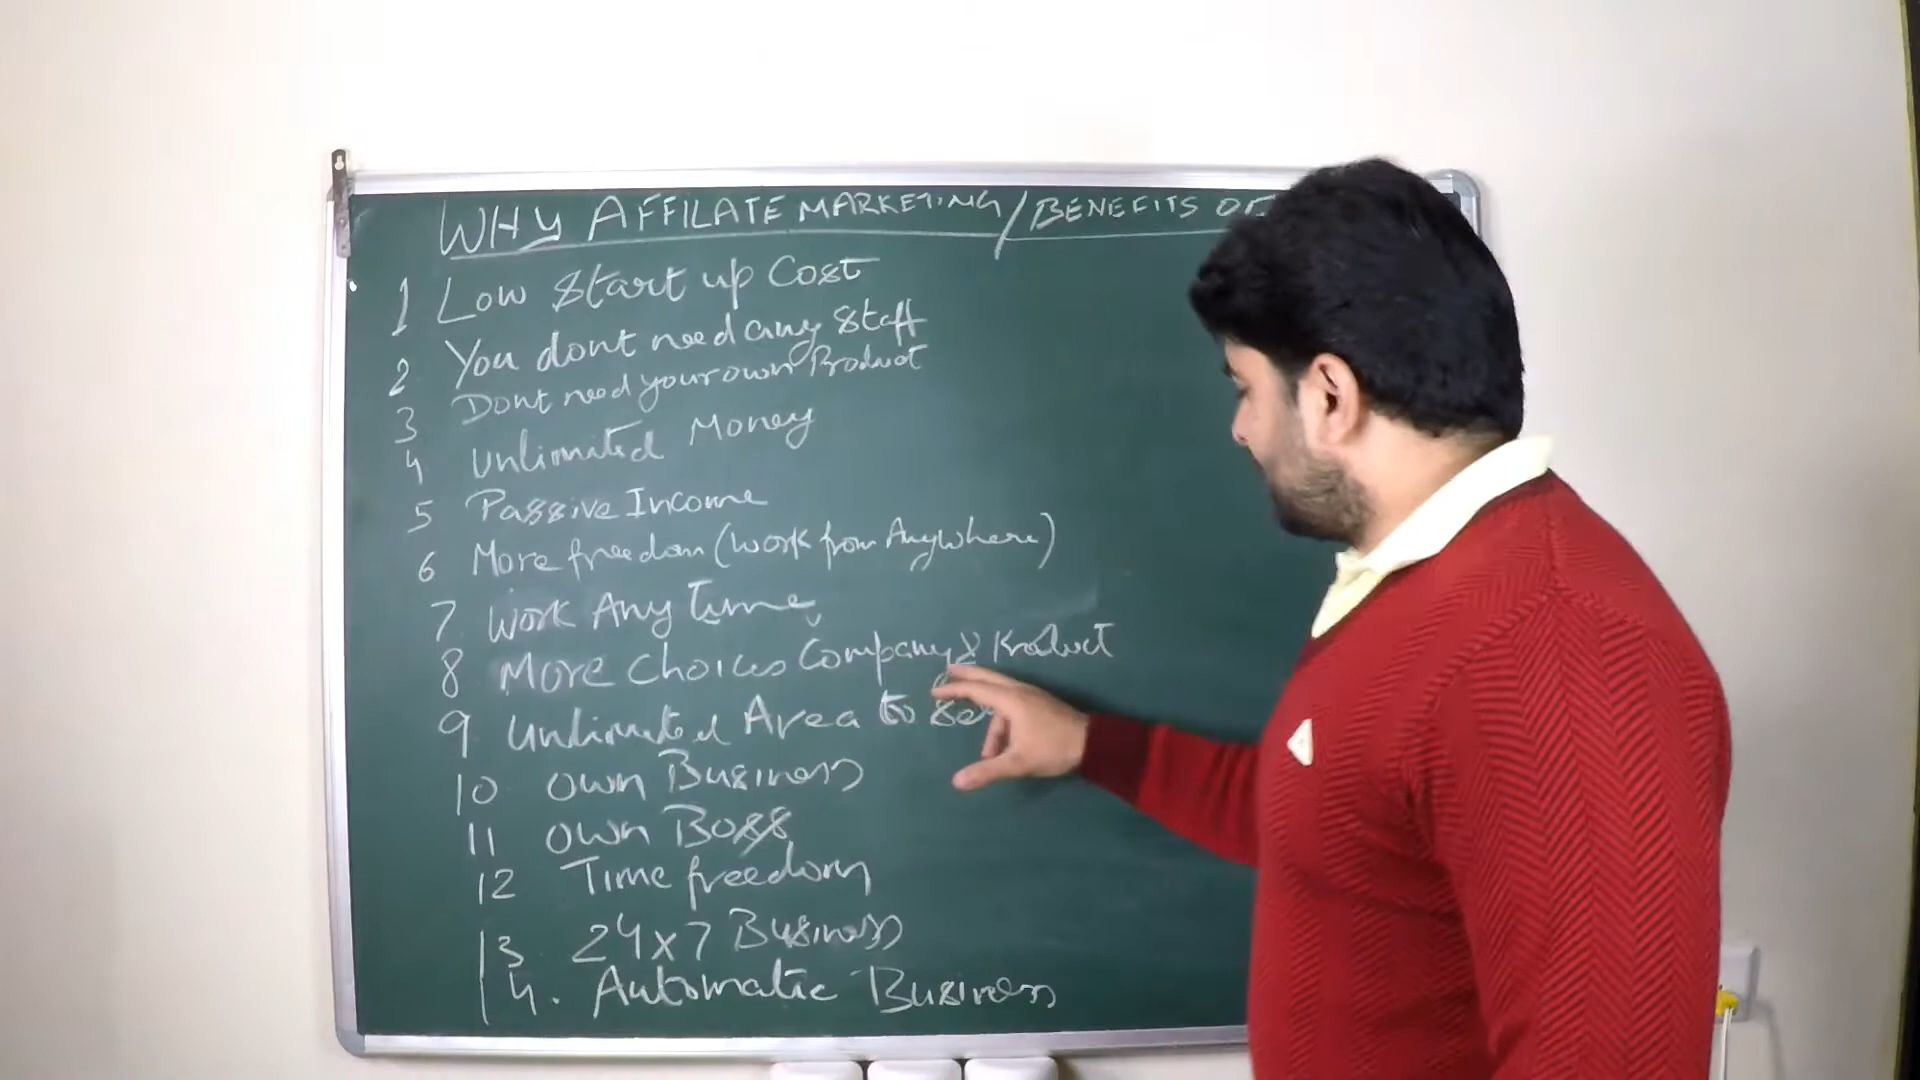 WHY AFFILATE MARKETING / BENEFITS OF
1 Low Start up Cost
2 You dont need any staff
3 Dont need your own Product
4 Unlimated Money
5 Passive Income
6 More freedom (Work from AnyWhere)
7 Work Any time
8 More Choices Company & Product
9 Unlimated Area to
10 Own Business
11 Own Boss
12 Time freedom
13. 24x7 Business
14. Automatic Business